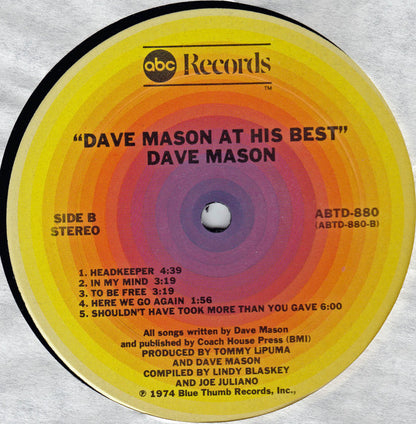 abc Records
TM
"DAVE MASON AT HIS BEST"
DAVE MASON
SIDE B
STEREO
ABTD-880
(ABTD-880-B)
1. HEADKEEPER 4:39
2. IN MY MIND 3:19
3. TO BE FREE 3:19
4. HERE WE GO AGAIN 1:56
5. SHOULDN'T HAVE TOOK MORE THAN YOU GAVE 6:00
All songs written by Dave Mason
and published by Coach House Press (BMI)
PRODUCED BY TOMMY LiPUMA
AND DAVE MASON
COMPILED BY LINDY BLASKEY
AND JOE JULIANO
℗ 1974 Blue Thumb Records, Inc.,